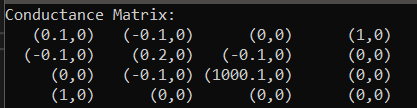 Conductance Matrix:
(0.1,0) (-0.1,0) (0,0) (1,0)
(-0.1,0) (0.2,0) (-0.1,0) (0,0)
(0,0) (-0.1,0) (1000.1,0) (0,0)
(1,0) (0,0) (0,0) (0,0)